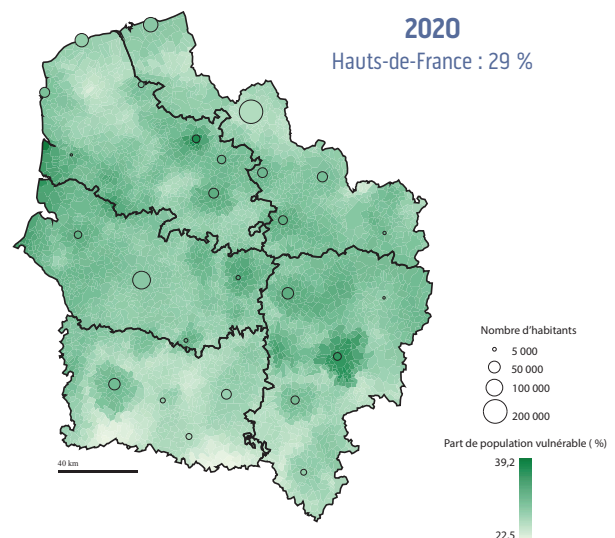 2020
Hauts-de-France : 29 %
Nombre d'habitants
5 000
50 000
100 000
200 000
Part de population vulnérable ( %)
39,2
22,5
40 km